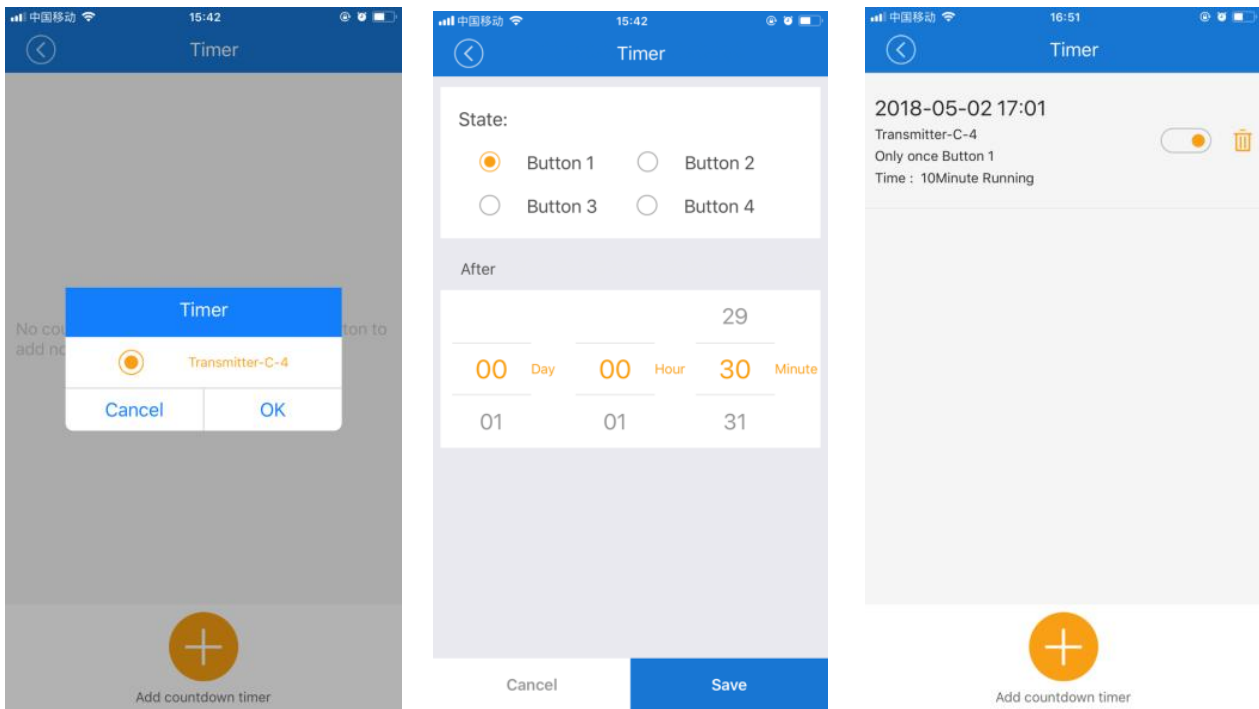 中国移动
15:42
Timer
No cou
tton to
add no
Timer
Transmitter-C-4
Cancel
OK
Add countdown timer
中国移动
15:42
Timer
State:
Button 1
Button 2
Button 3
Button 4
After
29
00 Day 00 Hour 30 Minute
01 01 31
Cancel
Save
中国移动
16:51
Timer
2018-05-02 17:01
Transmitter-C-4
Only once Button 1
Time : 10Minute Running
Add countdown timer